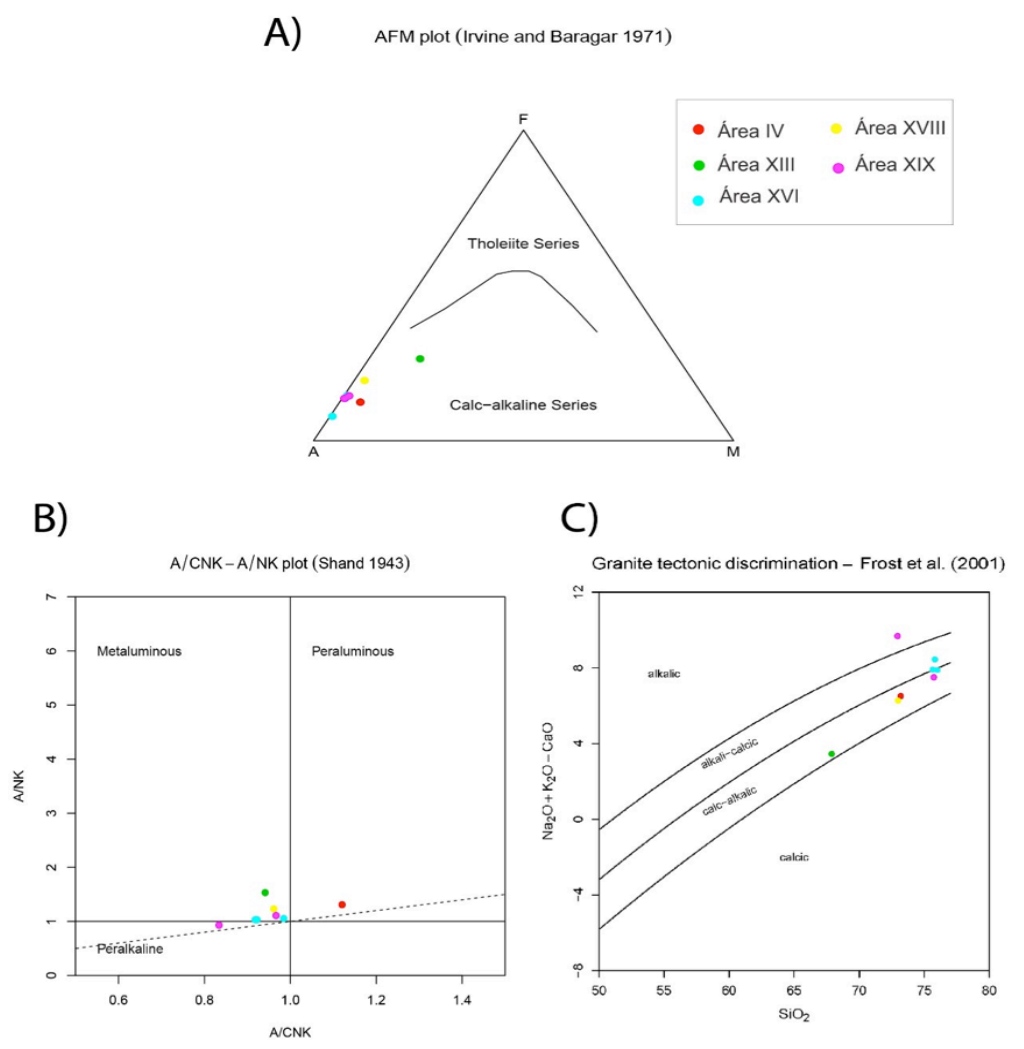 A)
AFM plot (Irvine and Baragar 1971)
F
Tholeiite Series
Calc−alkaline Series
A
M
Área IV
Área XVIII
Área XIII
Área XIX
Área XVI
B)
A/CNK−A/NK plot (Shand 1943)
Metaluminous
Peraluminous
Peralkaline
A/NK
7
6
5
4
3
2
1
0
0.6 0.8 1.0 1.2 1.4
A/CNK
C)
Granite tectonic discrimination − Frost et al. (2001)
alkalic
alkali−calcic
calc−alkalic
calcic
Na₂O + K₂O − CaO
12
8
4
0
−4
−8
50 55 60 65 70 75 80
SiO₂